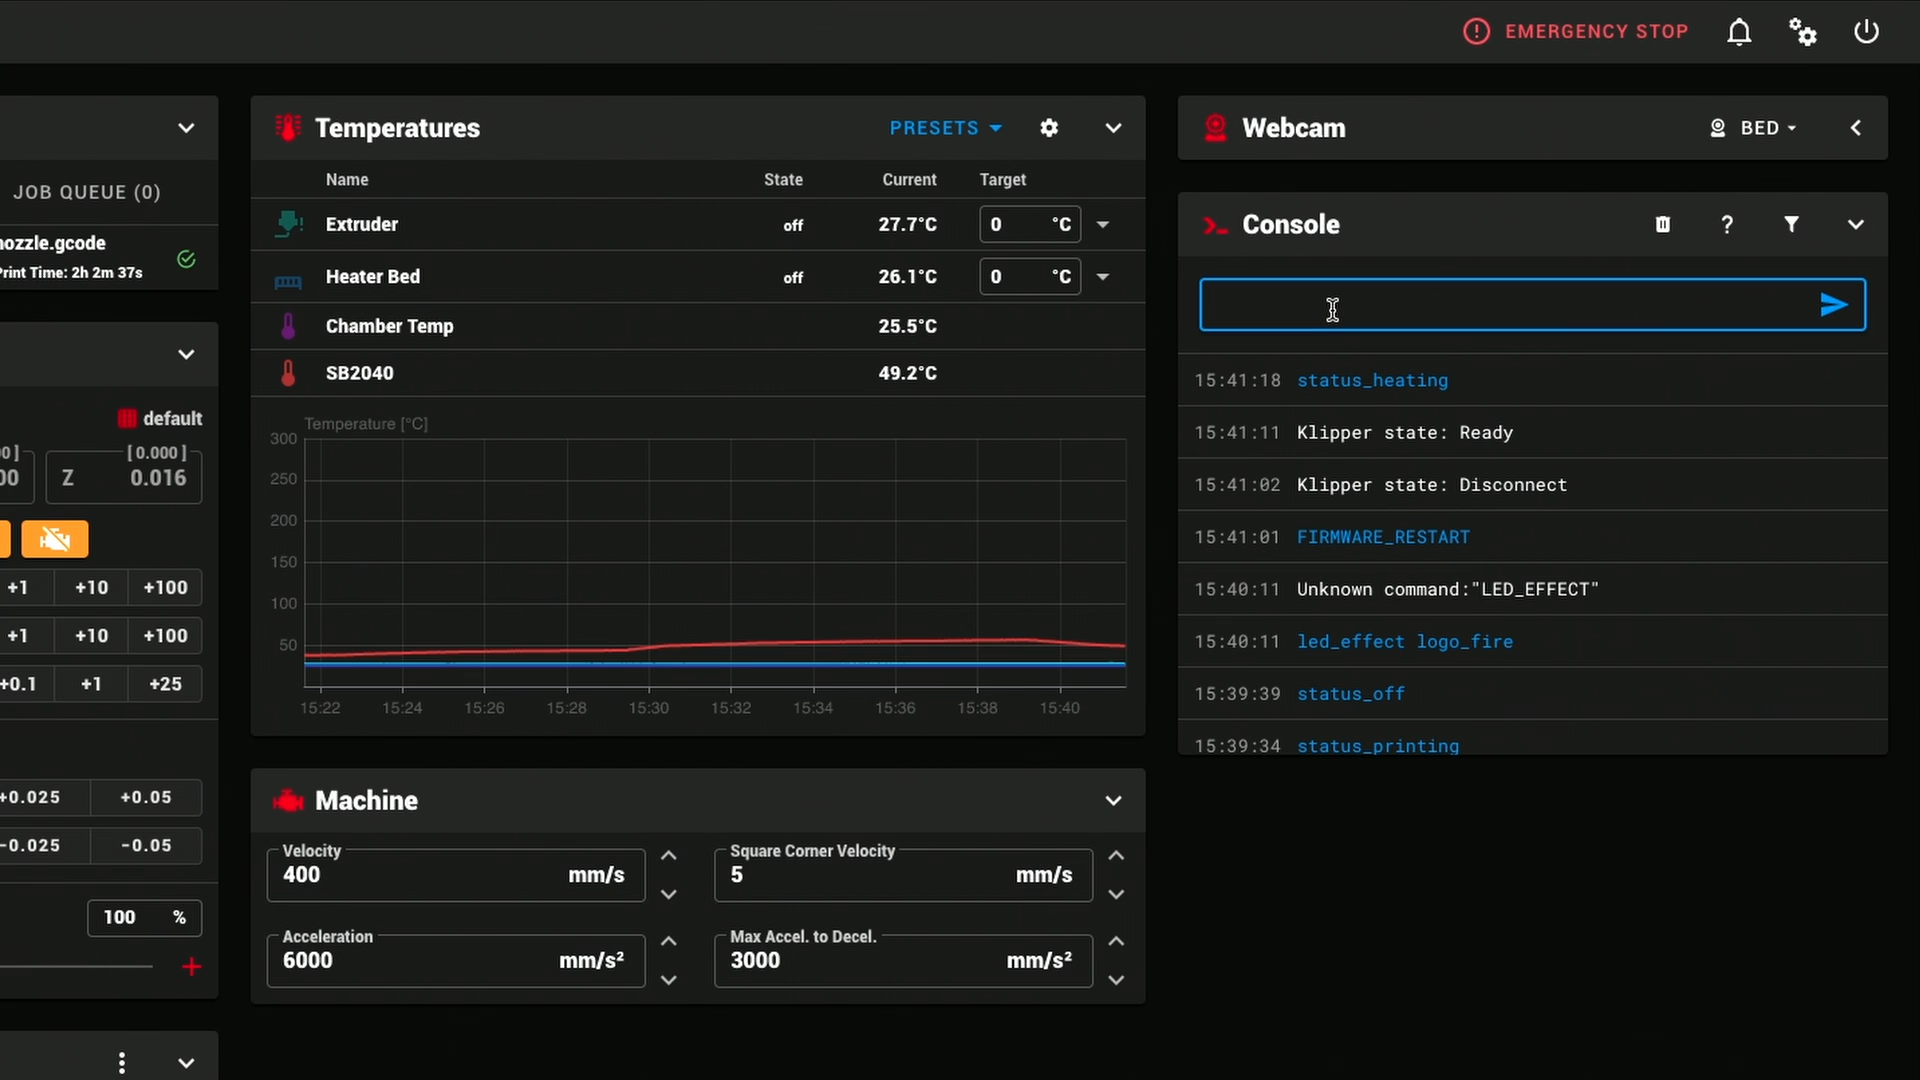 EMERGENCY STOP
JOB QUEUE (0)
nozzle.gcode
Print Time: 2h 2m 37s
default
00]
[0.000]
00
Z 0.016
+1 +10 +100
+1 +10 +100
+0.1 +1 +25
+0.025 +0.05
-0.025 -0.05
100 %
+
Temperatures
PRESETS
Name State Current Target
Extruder off 27.7°C 0 °C
Heater Bed off 26.1°C 0 °C
Chamber Temp 25.5°C
SB2040 49.2°C
Temperature [°C]
300
250
200
150
100
50
15:22 15:24 15:26 15:28 15:30 15:32 15:34 15:36 15:38 15:40
Machine
Velocity
400 mm/s
Square Corner Velocity
5 mm/s
Acceleration
6000 mm/s²
Max Accel. to Decel.
3000 mm/s²
Webcam
BED
Console
?
15:41:18 status_heating
15:41:11 Klipper state: Ready
15:41:02 Klipper state: Disconnect
15:41:01 FIRMWARE_RESTART
15:40:11 Unknown command:"LED_EFFECT"
15:40:11 led_effect logo_fire
15:39:39 status_off
15:39:34 status_printing